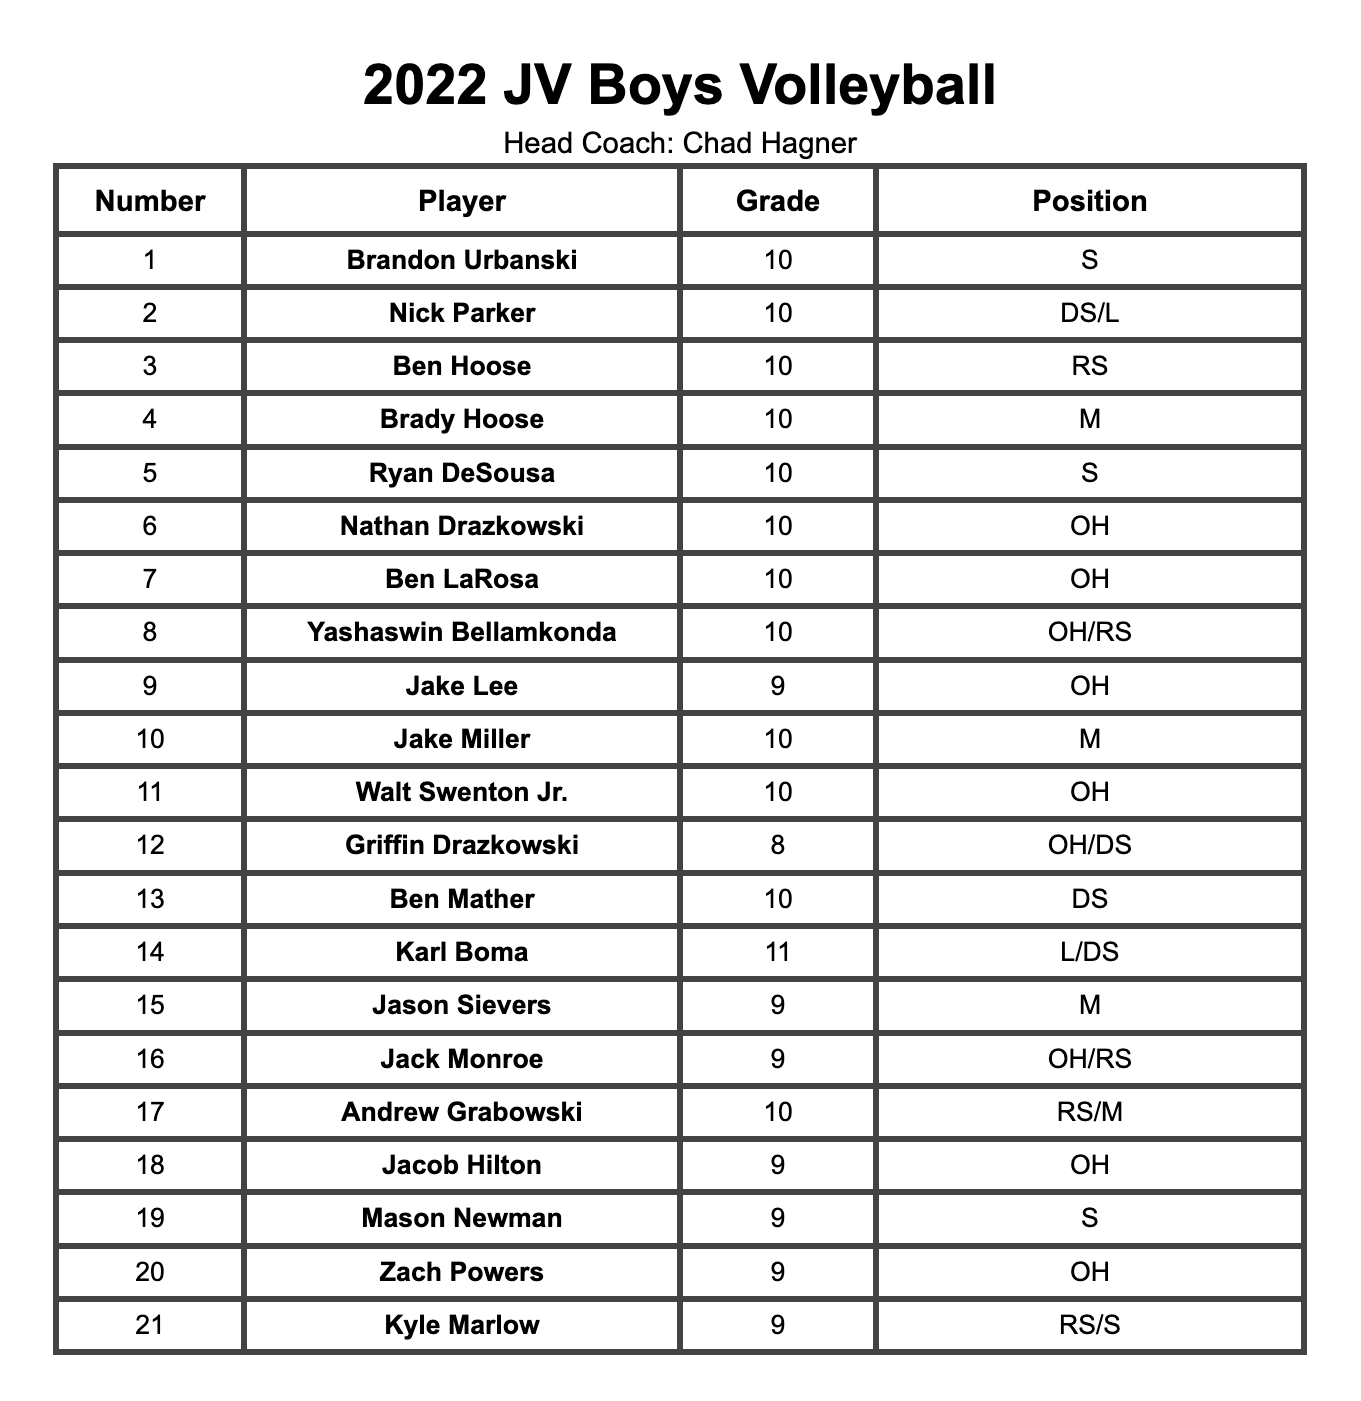 2022 JV Boys Volleyball
Head Coach: Chad Hagner
Number Player Grade Position
1 Brandon Urbanski 10 S
2 Nick Parker 10 DS/L
3 Ben Hoose 10 RS
4 Brady Hoose 10 M
5 Ryan DeSousa 10 S
6 Nathan Drazkowski 10 OH
7 Ben LaRosa 10 OH
8 Yashaswin Bellamkonda 10 OH/RS
9 Jake Lee 9 OH
10 Jake Miller 10 M
11 Walt Swenton Jr. 10 OH
12 Griffin Drazkowski 8 OH/DS
13 Ben Mather 10 DS
14 Karl Boma 11 L/DS
15 Jason Sievers 9 M
16 Jack Monroe 9 OH/RS
17 Andrew Grabowski 10 RS/M
18 Jacob Hilton 9 OH
19 Mason Newman 9 S
20 Zach Powers 9 OH
21 Kyle Marlow 9 RS/S